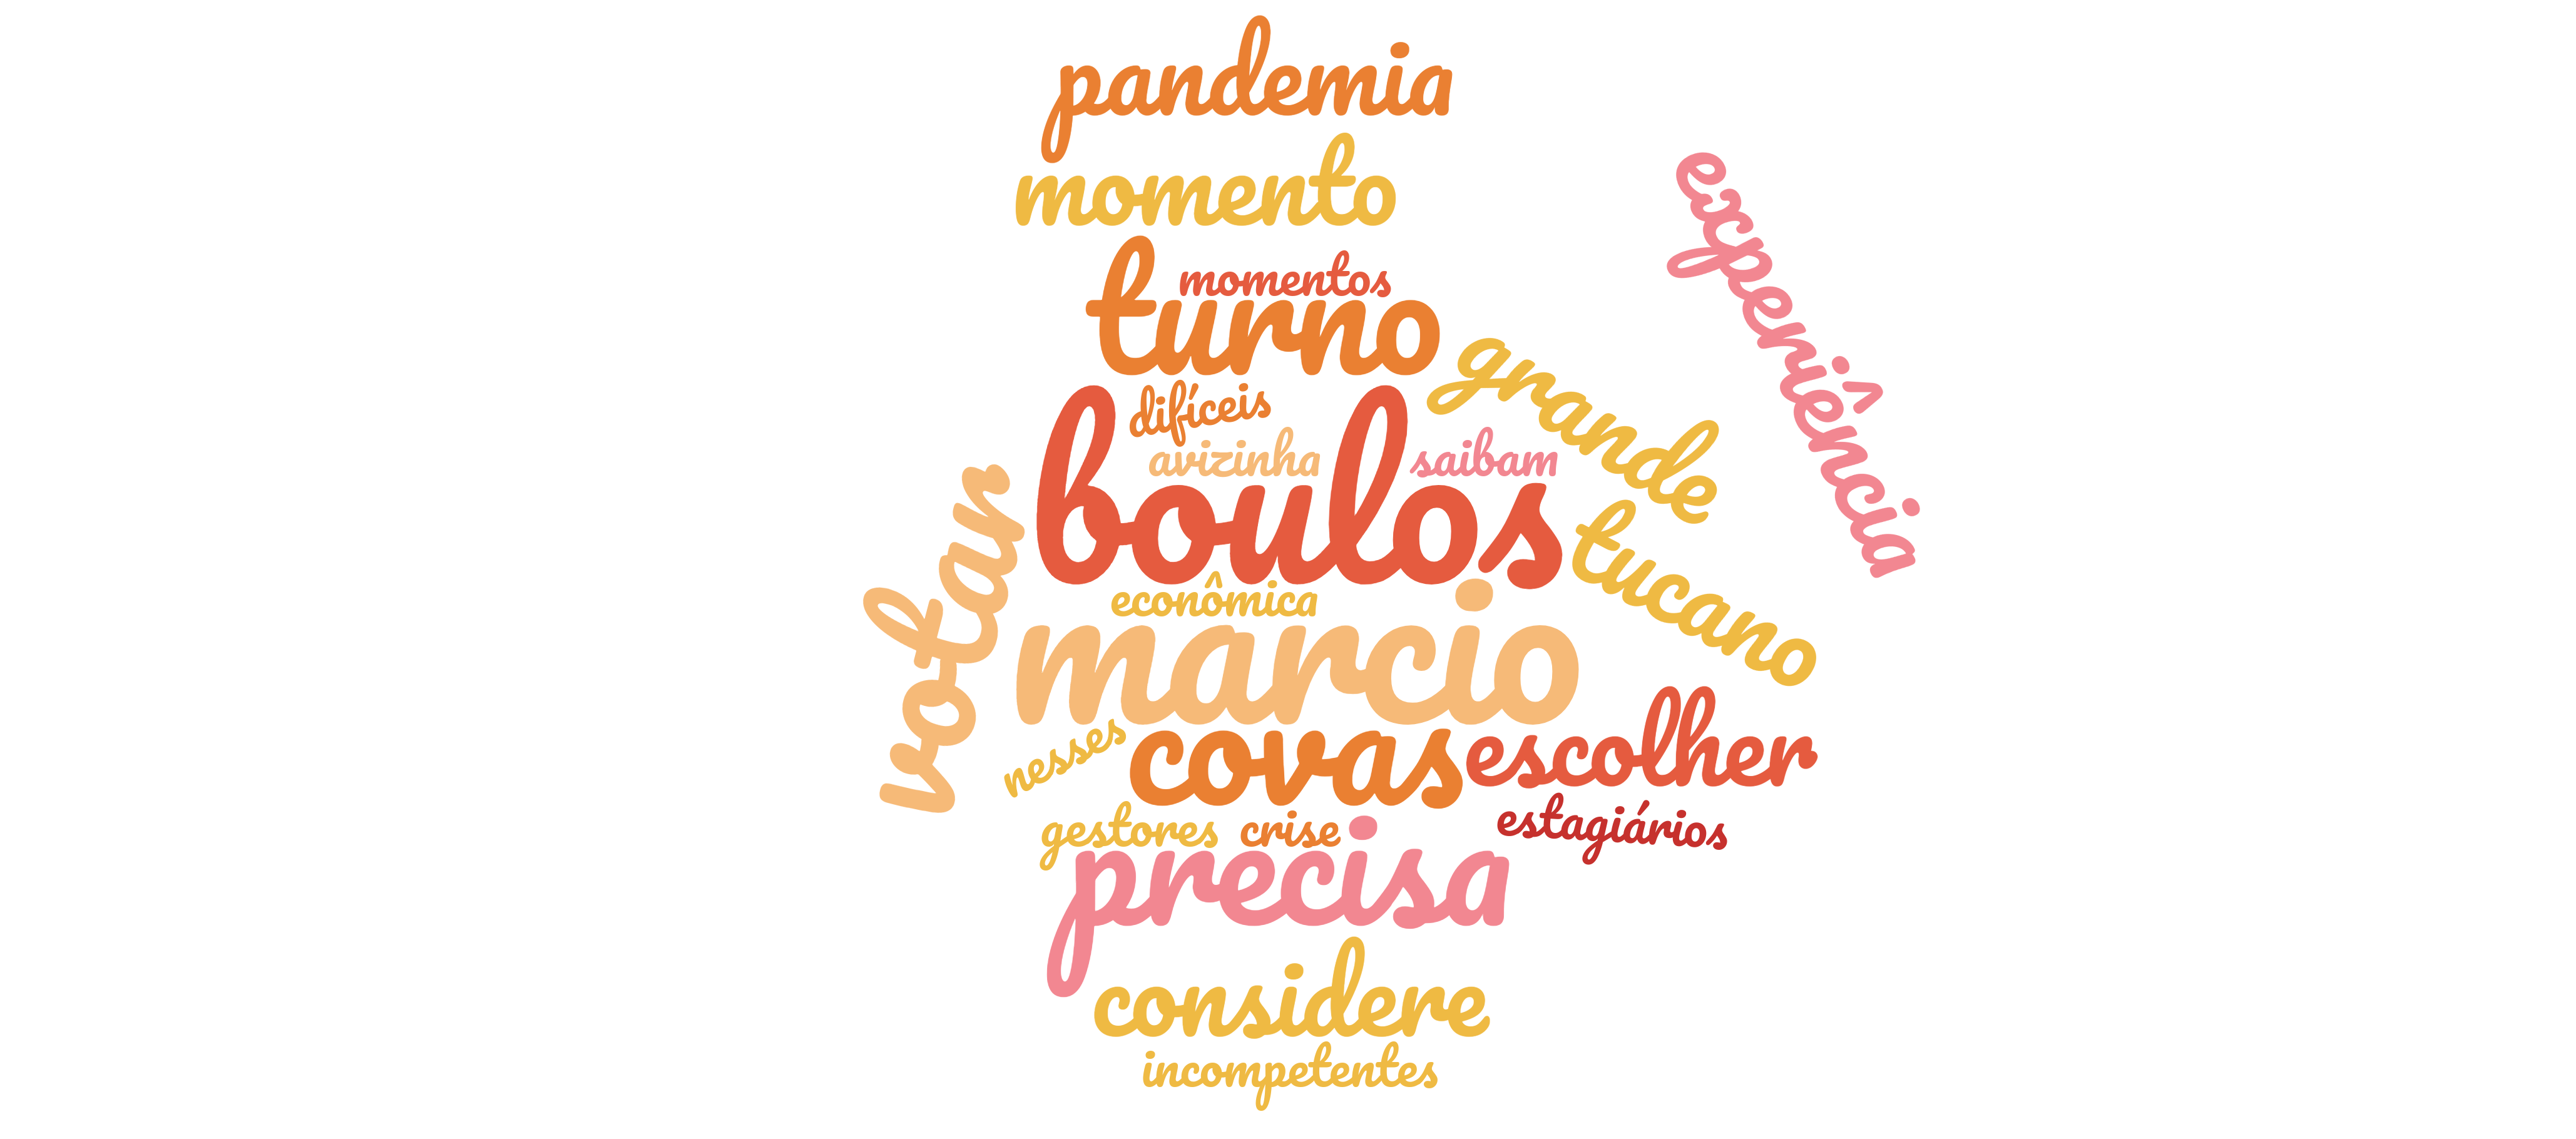 pandemia
momento
experiência
momentos
turno
grande
difíceis
avizinha
saibam
boulos
votar
tucano
econômica
marcio
nesses
covas
escolher
gestores
crise
estagiários
precisa
considere
incompetentes